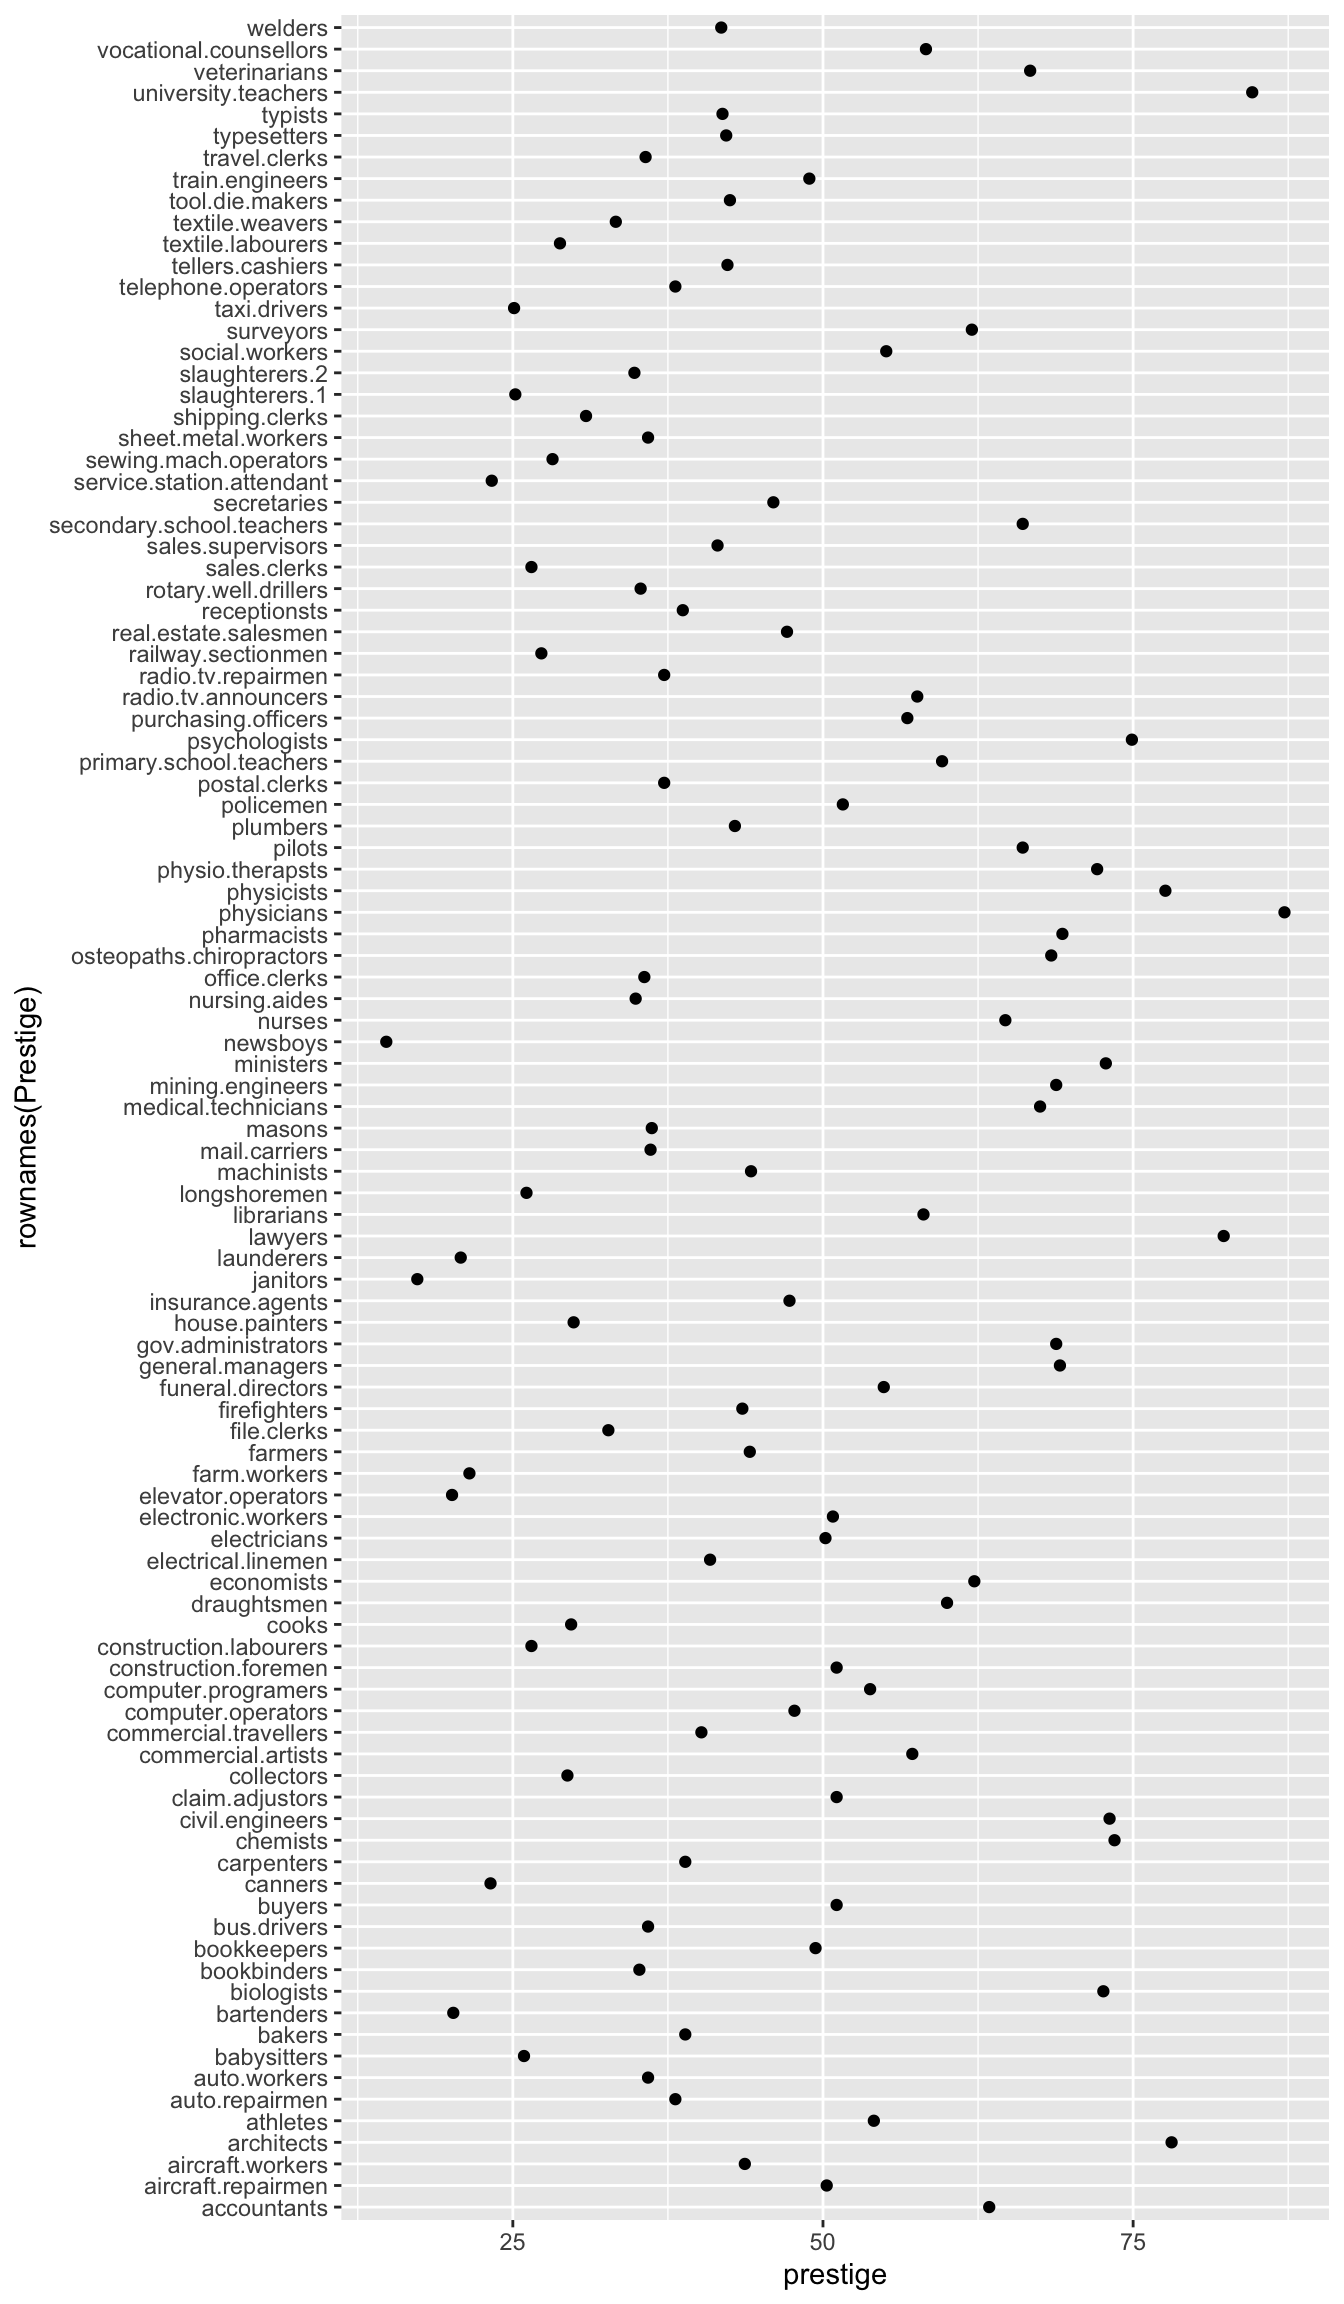 welders
vocational.counsellors
veterinarians
university.teachers
typists
typesetters
travel.clerks
train.engineers
tool.die.makers
textile.weavers
textile.labourers
tellers.cashiers
telephone.operators
taxi.drivers
surveyors
social.workers
slaughterers.2
slaughterers.1
shipping.clerks
sheet.metal.workers
sewing.mach.operators
service.station.attendant
secretaries
secondary.school.teachers
sales.supervisors
sales.clerks
rotary.well.drillers
receptionsts
real.estate.salesmen
railway.sectionmen
radio.tv.repairmen
radio.tv.announcers
purchasing.officers
psychologists
primary.school.teachers
postal.clerks
policemen
plumbers
pilots
physio.therapsts
physicists
physicians
pharmacists
osteopaths.chiropractors
office.clerks
nursing.aides
nurses
newsboys
ministers
mining.engineers
medical.technicians
masons
mail.carriers
machinists
longshoremen
librarians
lawyers
launderers
janitors
insurance.agents
house.painters
gov.administrators
general.managers
funeral.directors
firefighters
file.clerks
farmers
farm.workers
elevator.operators
electronic.workers
electricians
electrical.linemen
economists
draughtsmen
cooks
construction.labourers
construction.foremen
computer.programers
computer.operators
commercial.travellers
commercial.artists
collectors
claim.adjustors
civil.engineers
chemists
carpenters
canners
buyers
bus.drivers
bookkeepers
bookbinders
biologists
bartenders
bakers
babysitters
auto.workers
auto.repairmen
athletes
architects
aircraft.workers
aircraft.repairmen
accountants
rownames(Prestige)
25 50 75
prestige